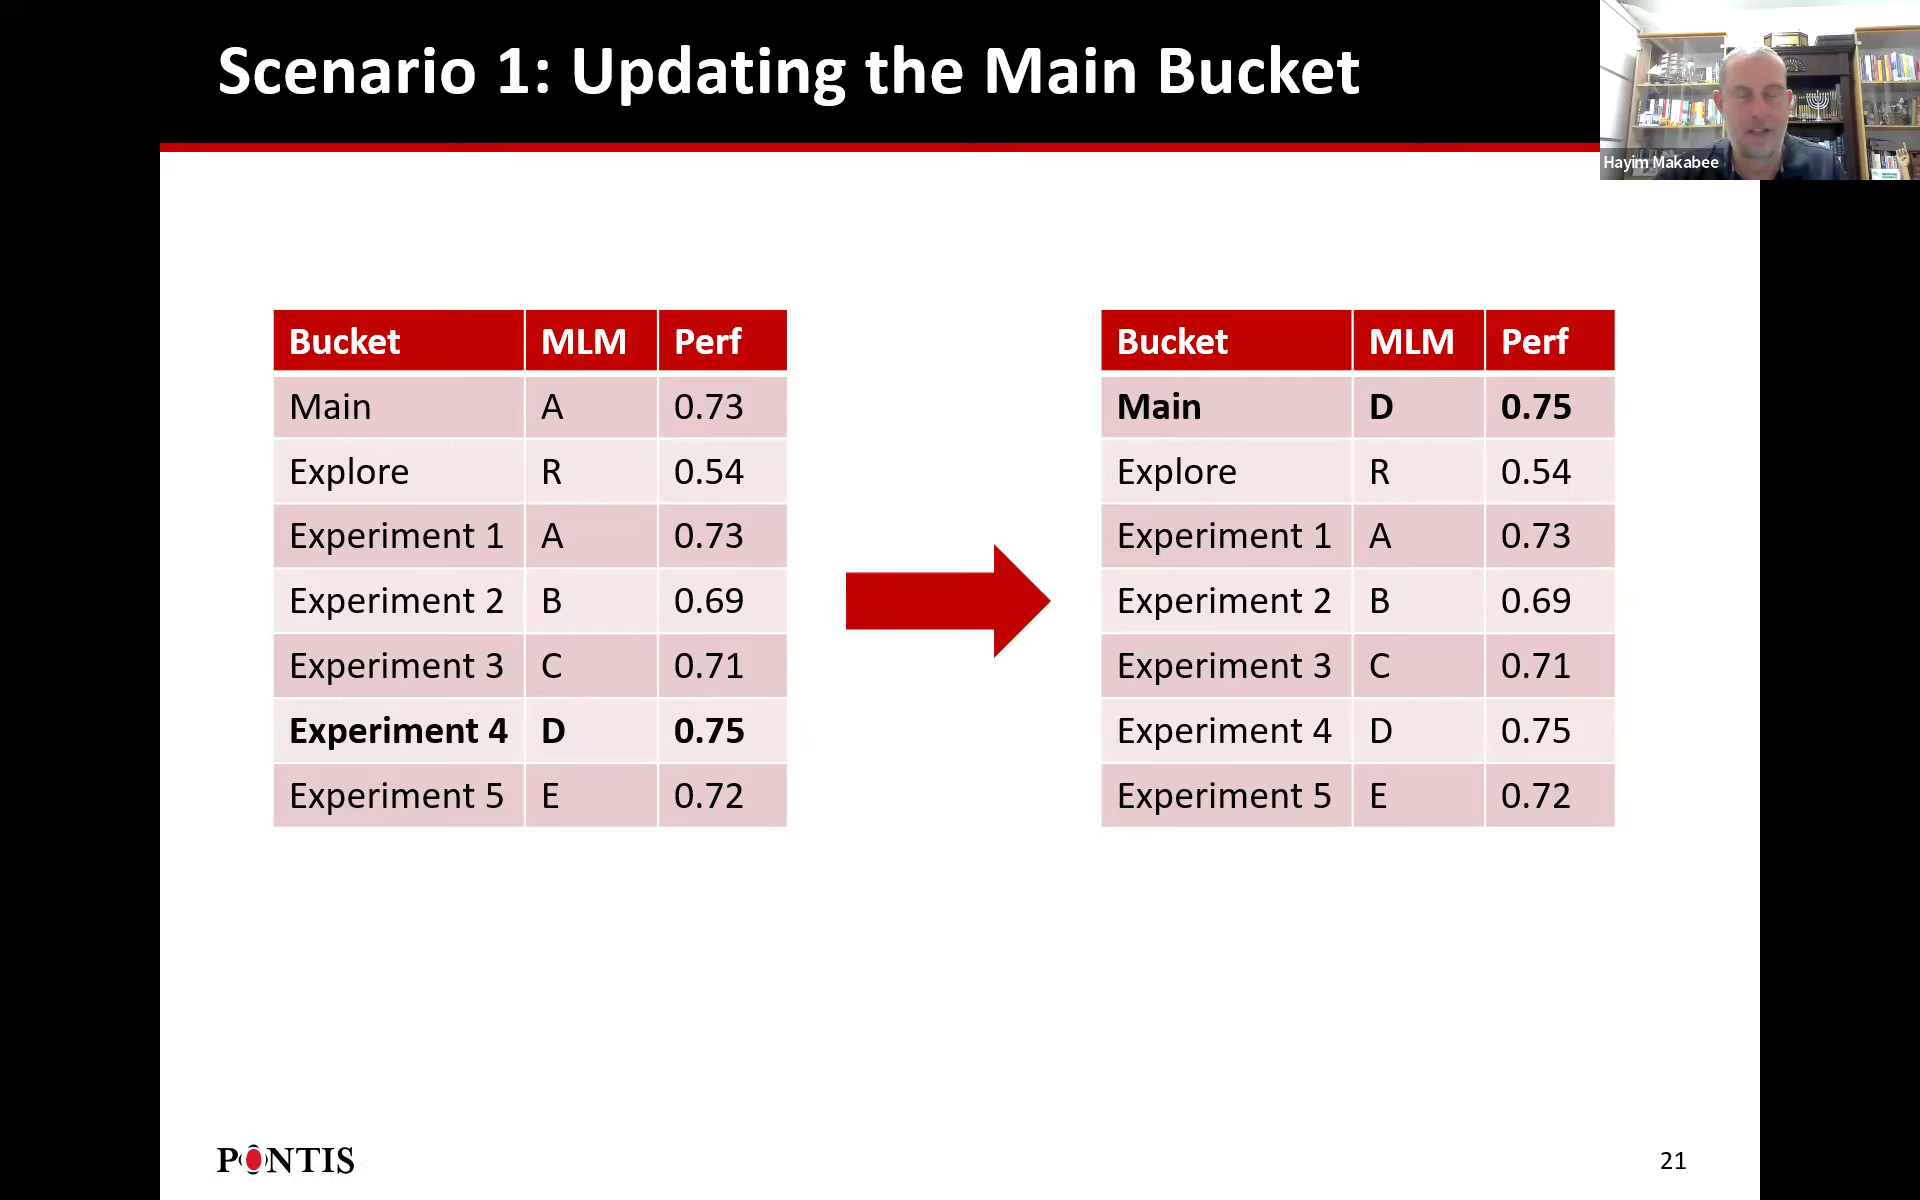 Scenario 1: Updating the Main Bucket
Hayim Makabee
Bucket MLM Perf
Main A 0.73
Explore R 0.54
Experiment 1 A 0.73
Experiment 2 B 0.69
Experiment 3 C 0.71
Experiment 4 D 0.75
Experiment 5 E 0.72
Bucket MLM Perf
Main D 0.75
Explore R 0.54
Experiment 1 A 0.73
Experiment 2 B 0.69
Experiment 3 C 0.71
Experiment 4 D 0.75
Experiment 5 E 0.72
PONTIS
21